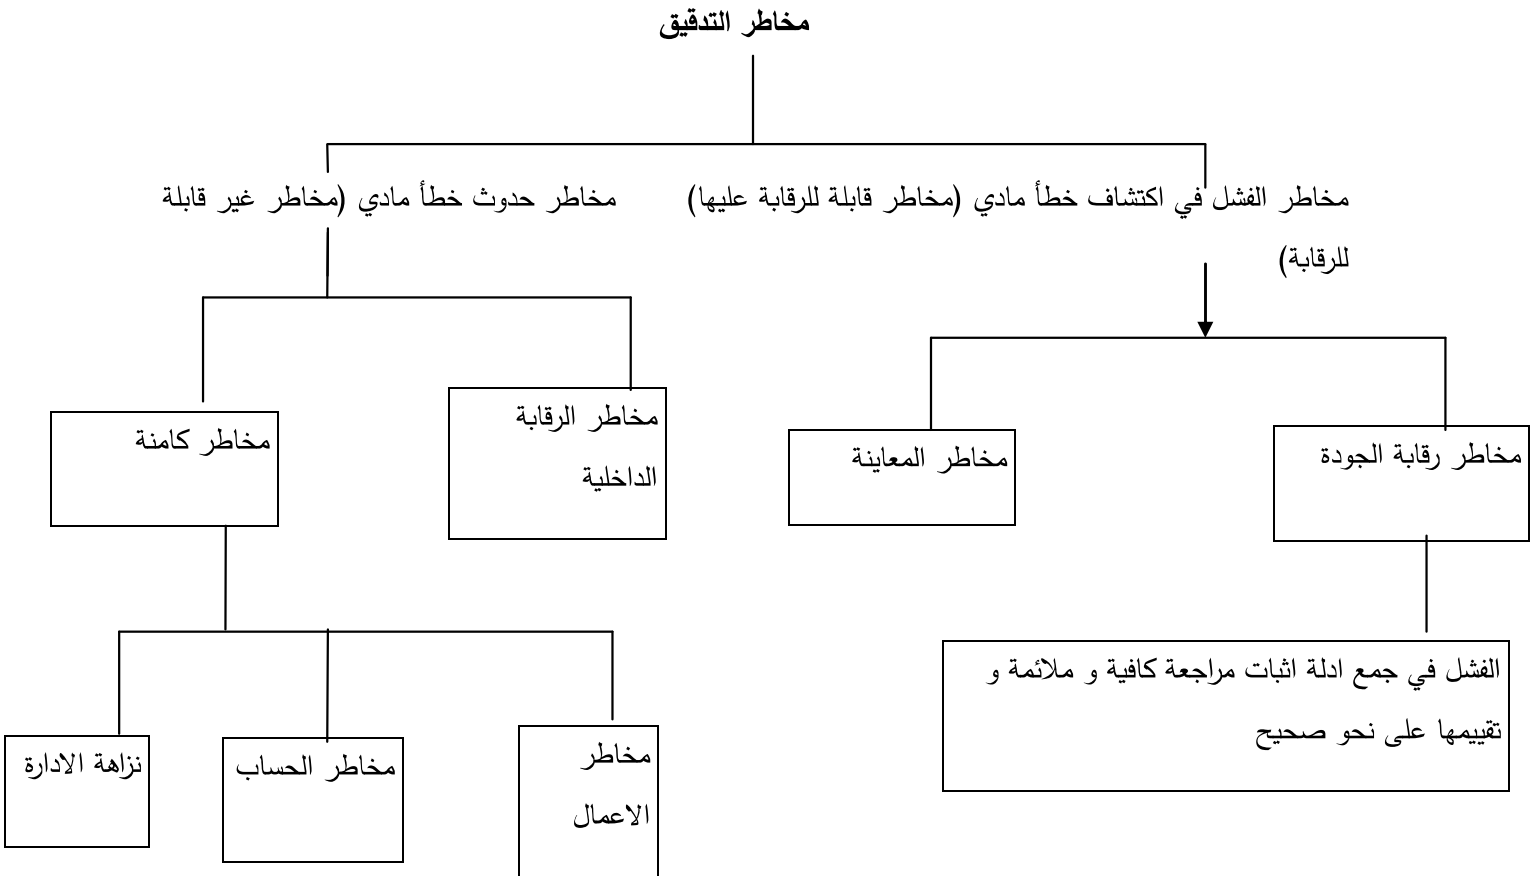 مخاطر التدقيق
مخاطر الفشل في اكتشاف خطأ مادي (مخاطر قابلة للرقابة عليها) مخاطر حدوث خطأ مادي (مخاطر غير قابلة
للرقابة)
مخاطر رقابة الجودة
مخاطر المعاينة
مخاطر الرقابة
الداخلية
مخاطر كامنة
الفشل في جمع ادلة اثبات مراجعة كافية و ملائمة و
تقييمها على نحو صحيح
مخاطر
الاعمال
مخاطر الحساب
نزاهة الادارة